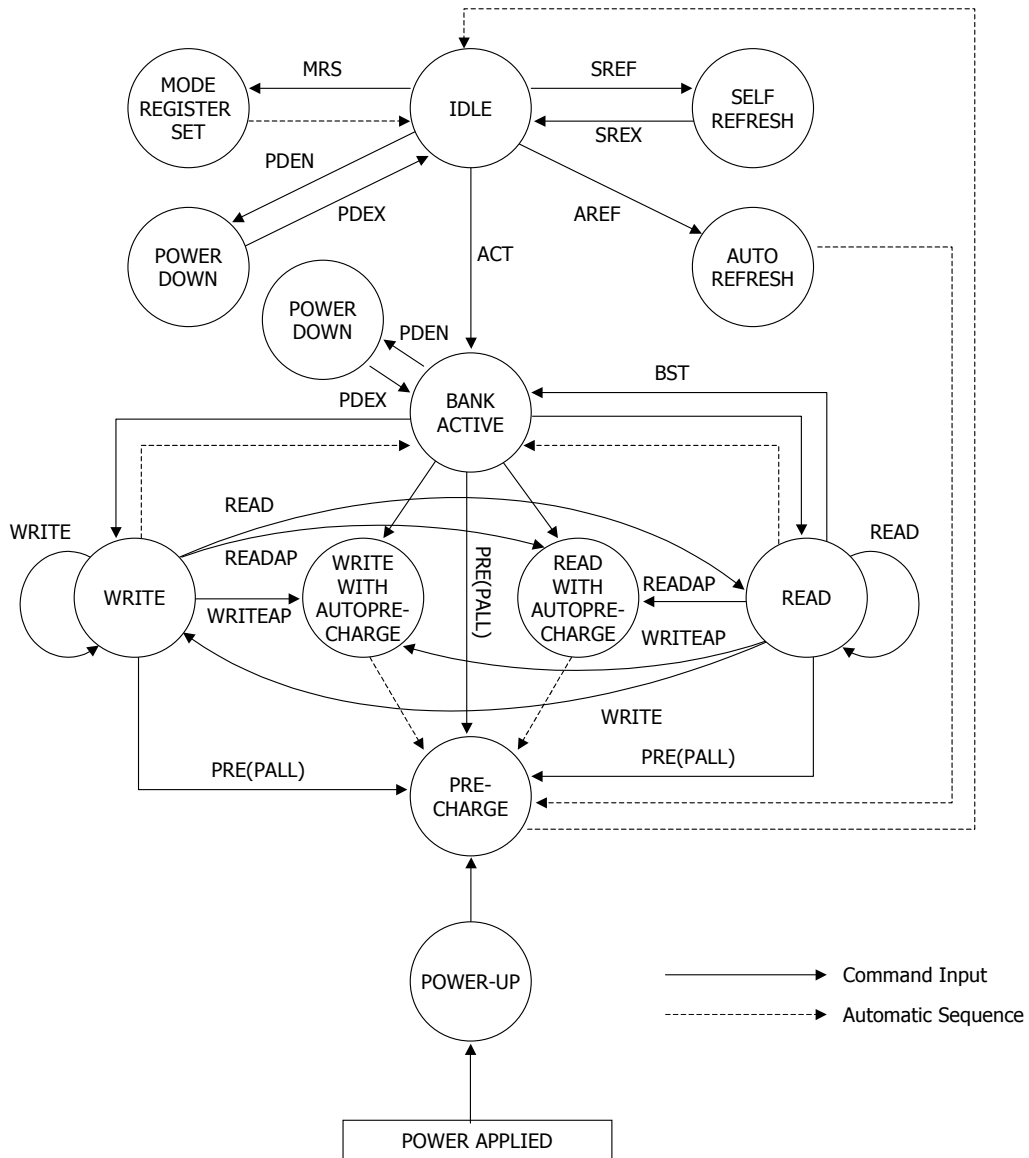 MRS
SREF
MODE
REGISTER
SET
IDLE
SELF
REFRESH
SREX
PDEN
PDEX
AREF
POWER
DOWN
ACT
AUTO
REFRESH
POWER
DOWN
PDEN
PDEX
BST
BANK
ACTIVE
WRITE
READ
READAP
READ
WRITE
WRITEAP
WRITE
WITH
AUTOPRE-
CHARGE
PRE(PALL)
READ
WITH
AUTOPRE-
CHARGE
READAP
WRITEAP
READ
WRITE
PRE(PALL)
PRE(PALL)
PRE-
CHARGE
POWER-UP
Command Input
Automatic Sequence
POWER APPLIED